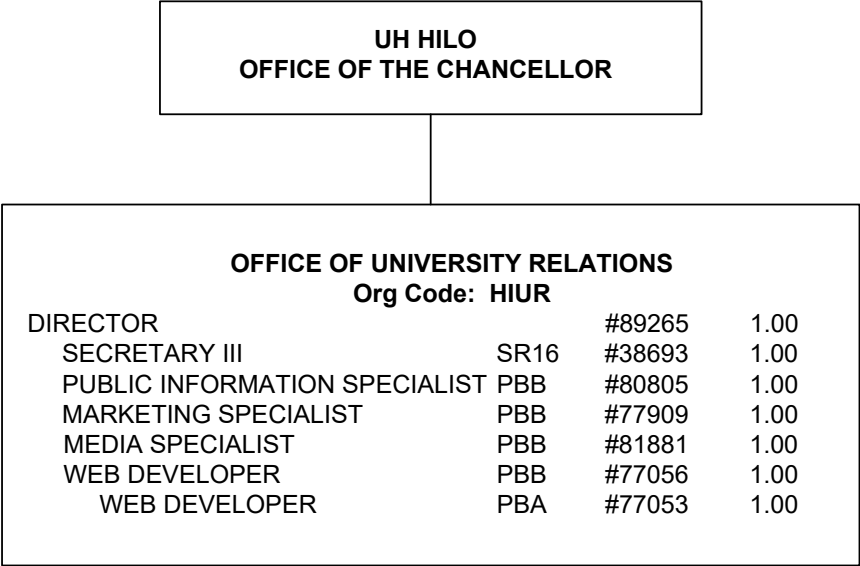 UH HILO
OFFICE OF THE CHANCELLOR
OFFICE OF UNIVERSITY RELATIONS
Org Code: HIUR
DIRECTOR #89265 1.00
SECRETARY III SR16 #38693 1.00
PUBLIC INFORMATION SPECIALIST PBB #80805 1.00
MARKETING SPECIALIST PBB #77909 1.00
MEDIA SPECIALIST PBB #81881 1.00
WEB DEVELOPER PBB #77056 1.00
WEB DEVELOPER PBA #77053 1.00